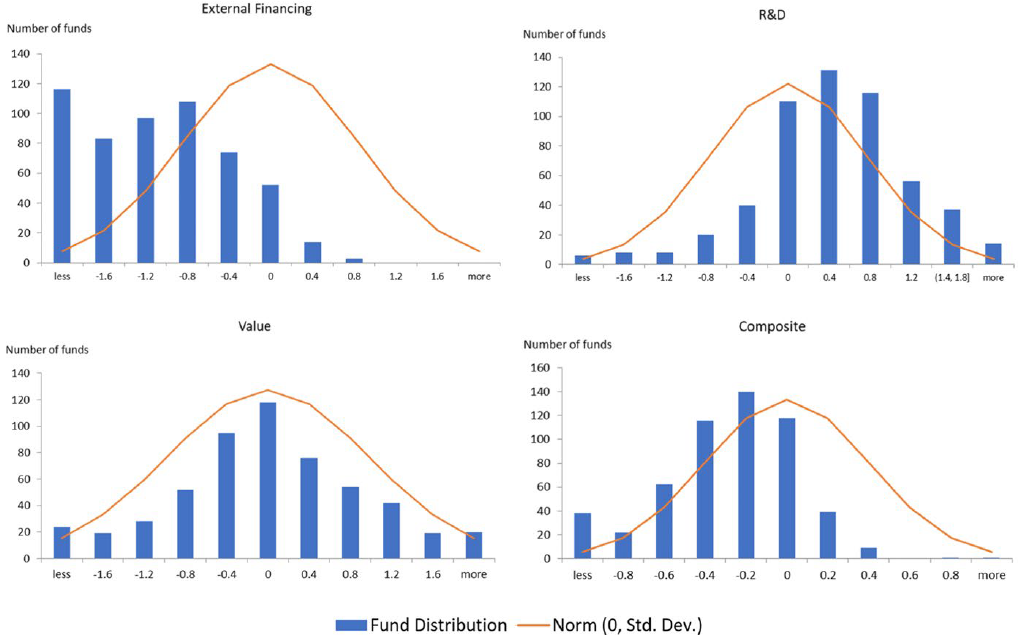 External Financing
Number of funds
140
120
100
80
60
40
20
0
less -1.6 -1.2 -0.8 -0.4 0 0.4 0.8 1.2 1.6 more
R&D
Number of funds
140
120
100
80
60
40
20
0
less -1.6 -1.2 -0.8 -0.4 0 0.4 0.8 1.2 (1.4, 1.8] more
Value
Number of funds
140
120
100
80
60
40
20
0
less -1.6 -1.2 -0.8 -0.4 0 0.4 0.8 1.2 1.6 more
Composite
Number of funds
160
140
120
100
80
60
40
20
0
less -0.8 -0.6 -0.4 -0.2 0 0.2 0.4 0.6 0.8 more
Fund Distribution Norm (0, Std. Dev.)